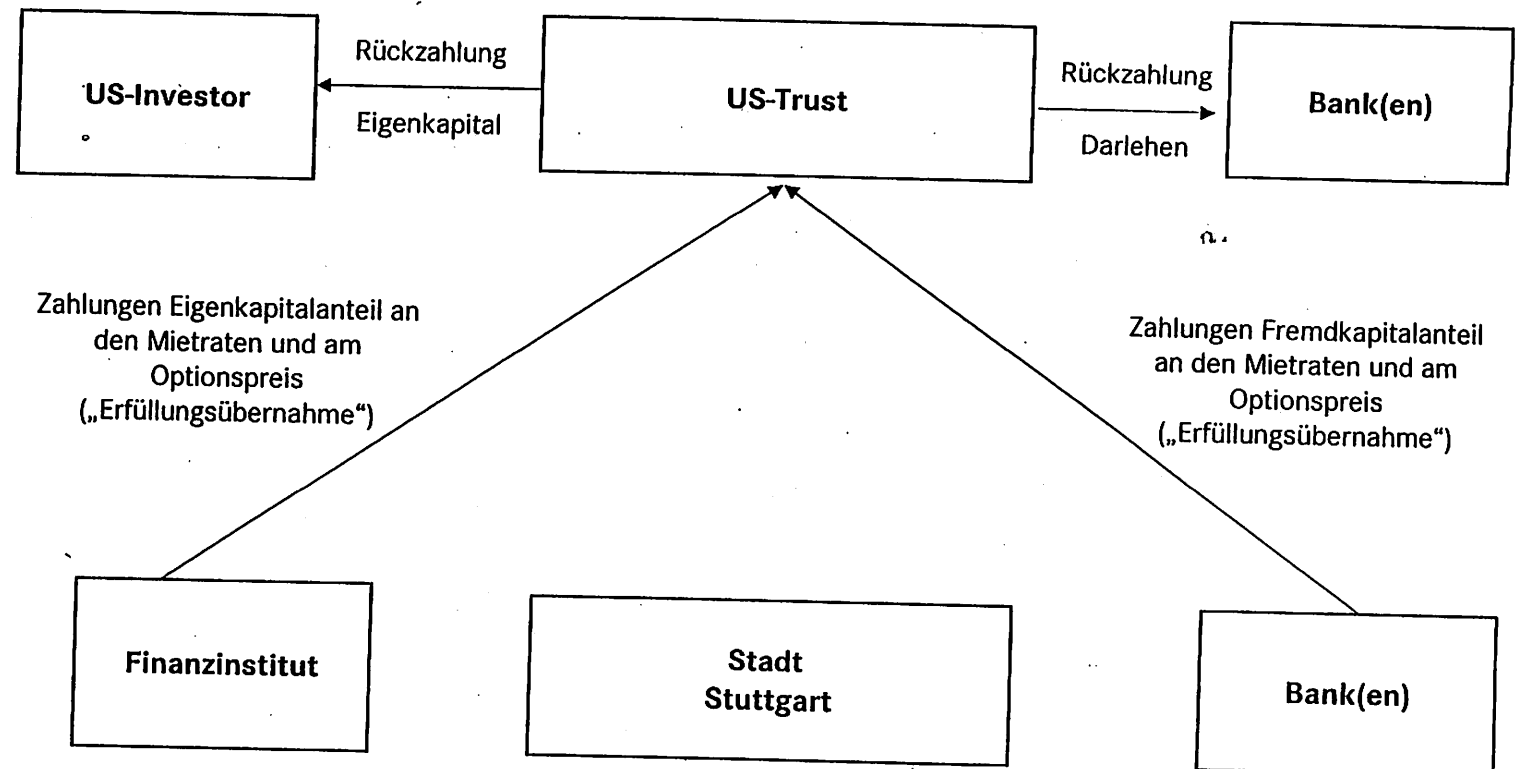 US-Investor
Rückzahlung
Eigenkapital
US-Trust
Rückzahlung
Darlehen
Bank(en)
Zahlungen Eigenkapitalanteil an
den Mietraten und am
Optionspreis
(„Erfüllungsübernahme“)
Zahlungen Fremdkapitalanteil
an den Mietraten und am
Optionspreis
(„Erfüllungsübernahme“)
Finanzinstitut
Stadt
Stuttgart
Bank(en)